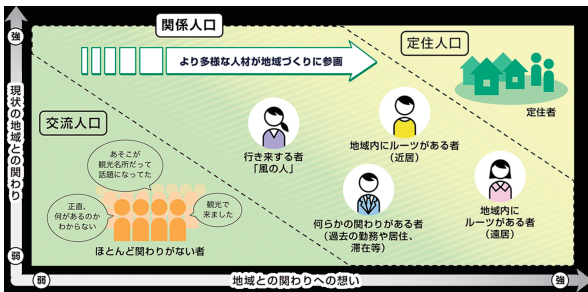 関係人口
強
より多様な人材が地域づくりに参画
定住人口
定住者
現状の地域との関わり
交流人口
あそこが
観光名所だって
話題になってた
正直、
何があるのか
わからない
観光で
来ました
ほとんど関わりがない者
行き来する者
「風の人」
地域内にルーツがある者
(近居)
何らかの関わりがある者
(過去の勤務や居住、
滞在等)
地域内に
ルーツがある者
(遠居)
弱
弱
地域との関わりへの想い
強